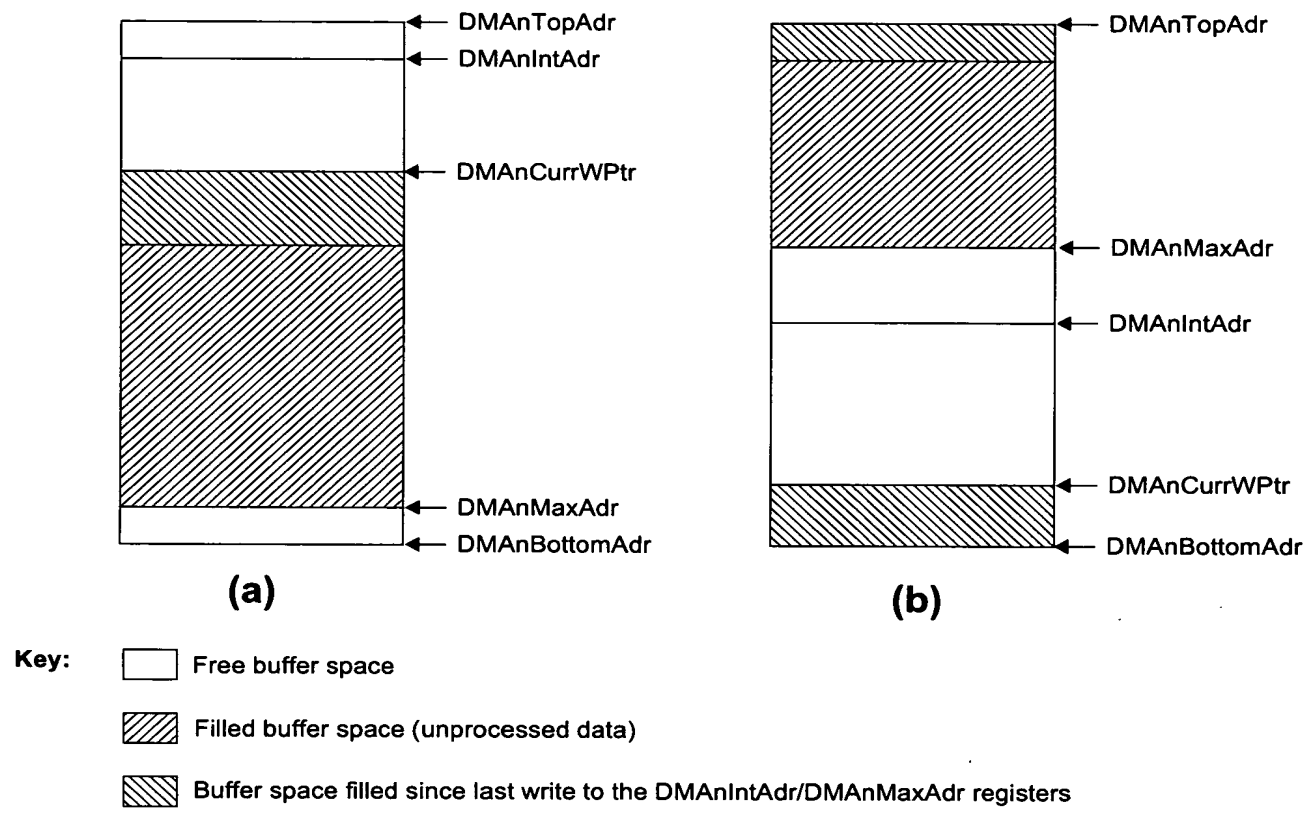 DMAnTopAdr
DMAnIntAdr
DMAnCurrWPtr
DMAnMaxAdr
DMAnBottomAdr
(a)
DMAnTopAdr
DMAnMaxAdr
DMAnIntAdr
DMAnCurrWPtr
DMAnBottomAdr
(b)
Key:
Free buffer space
Filled buffer space (unprocessed data)
Buffer space filled since last write to the DMAnIntAdr/DMAnMaxAdr registers